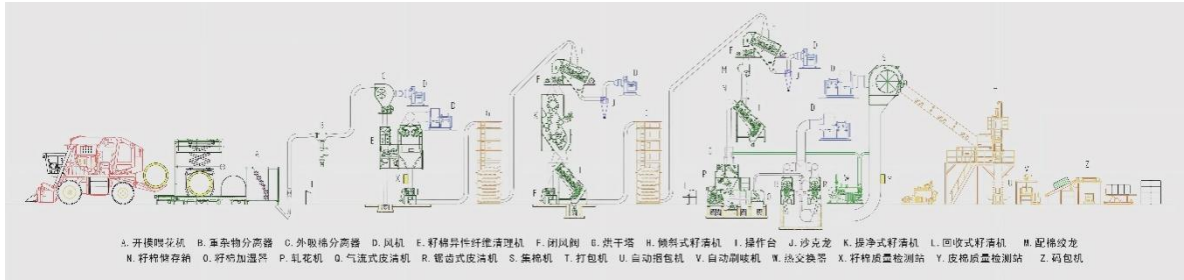 A. 开模喂花机 B. 重杂物分离器 C. 外吸棉分离器 D. 风机 E. 籽棉异性纤维清理机 F. 闭风阀 G. 烘干塔 H. 倾斜式籽清机 I. 操作台 J. 沙克龙 K. 提净式籽清机 L. 回收式籽清机 M. 配棉绞龙
N. 籽棉储存箱 O. 籽棉加湿器 P. 轧花机 Q. 气流式皮清机 R. 锯齿式皮清机 S. 集棉机 T. 打包机 U. 自动捆包机 V. 自动刷唛机 W. 热交换器 X. 籽棉质量检测站 Y. 皮棉质量检测站 Z. 码包机